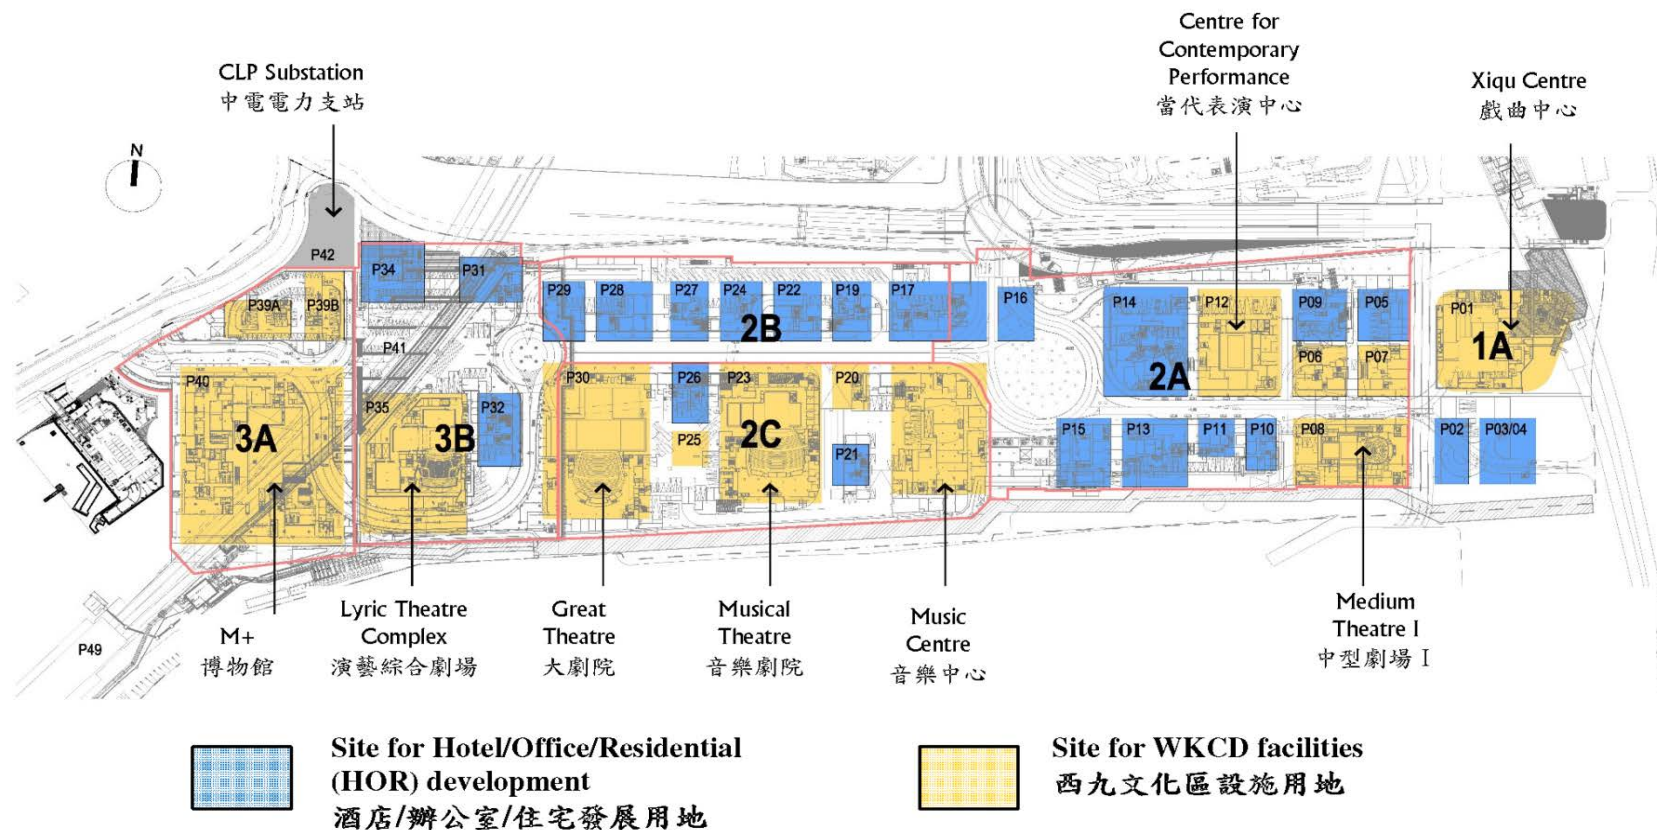 Centre for
Contemporary
Performance
當代表演中心
CLP Substation
中電電力支站
Xiqu Centre
戲曲中心
N
P42
P34
P31
P39A
P39B
P29
P28
P27
P24
P22
P19
P17
P16
P14
P12
P09
P05
P01
2B
1A
P41
P06
P07
2A
P40
P30
P26
P23
P20
P35
P32
3A
3B
2C
P25
P21
P15
P13
P11
P10
P08
P02
P03/04
P49
M+
博物館
Lyric Theatre
Complex
演藝綜合劇場
Great
Theatre
大劇院
Musical
Theatre
音樂劇院
Music
Centre
音樂中心
Medium
Theatre I
中型劇場 I
Site for Hotel/Office/Residential
(HOR) development
酒店/辦公室/住宅發展用地
Site for WKCD facilities
西九文化區設施用地